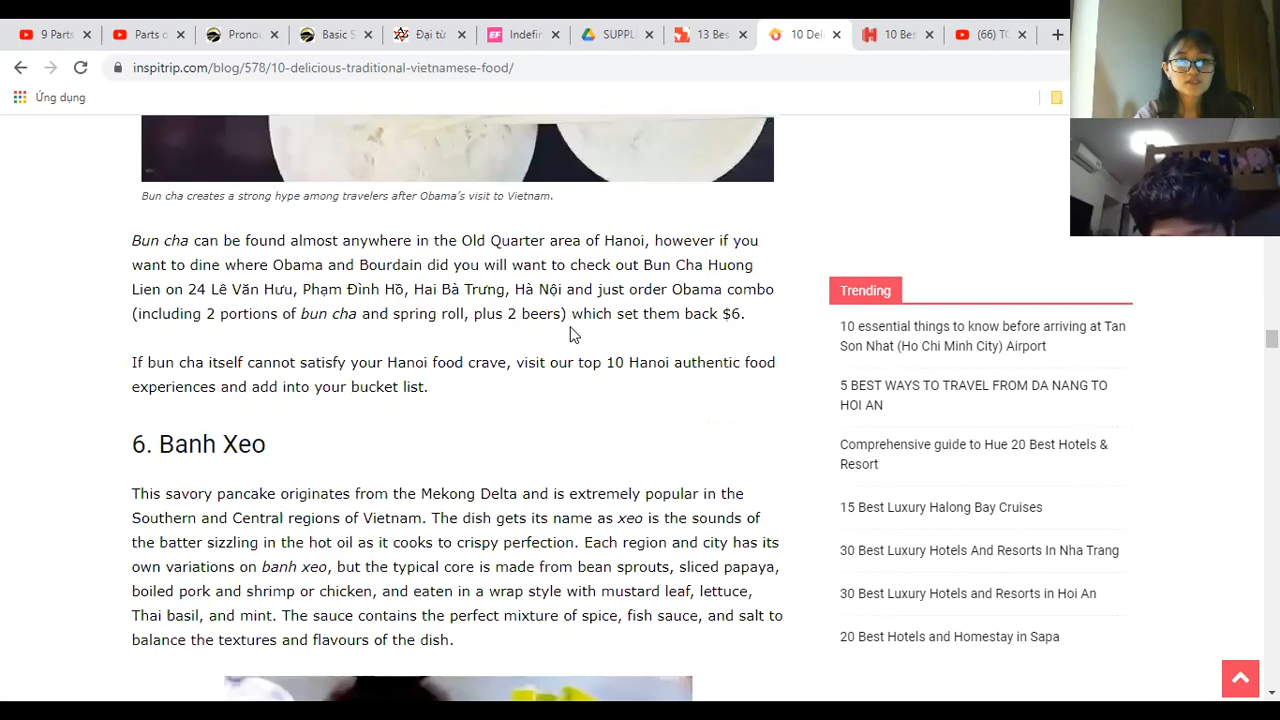 9 Parts
Parts o
Pronou
Basic S
Đại từ
Indefin
SUPPL
13 Bes
10 Del
10 Bes
(66) TC
inspitrip.com/blog/578/10-delicious-traditional-vietnamese-food/
Ứng dụng
Bun cha creates a strong hype among travelers after Obama's visit to Vietnam.
Bun cha can be found almost anywhere in the Old Quarter area of Hanoi, however if you
want to dine where Obama and Bourdain did you will want to check out Bun Cha Huong
Lien on 24 Lê Văn Hưu, Phạm Đình Hồ, Hai Bà Trưng, Hà Nội and just order Obama combo
(including 2 portions of bun cha and spring roll, plus 2 beers) which set them back $6.
If bun cha itself cannot satisfy your Hanoi food crave, visit our top 10 Hanoi authentic food
experiences and add into your bucket list.
6. Banh Xeo
This savory pancake originates from the Mekong Delta and is extremely popular in the
Southern and Central regions of Vietnam. The dish gets its name as xeo is the sounds of
the batter sizzling in the hot oil as it cooks to crispy perfection. Each region and city has its
own variations on banh xeo, but the typical core is made from bean sprouts, sliced papaya,
boiled pork and shrimp or chicken, and eaten in a wrap style with mustard leaf, lettuce,
Thai basil, and mint. The sauce contains the perfect mixture of spice, fish sauce, and salt to
balance the textures and flavours of the dish.
Trending
10 essential things to know before arriving at Tan
Son Nhat (Ho Chi Minh City) Airport
5 BEST WAYS TO TRAVEL FROM DA NANG TO
HOI AN
Comprehensive guide to Hue 20 Best Hotels &
Resort
15 Best Luxury Halong Bay Cruises
30 Best Luxury Hotels And Resorts In Nha Trang
30 Best Luxury Hotels and Resorts in Hoi An
20 Best Hotels and Homestay in Sapa